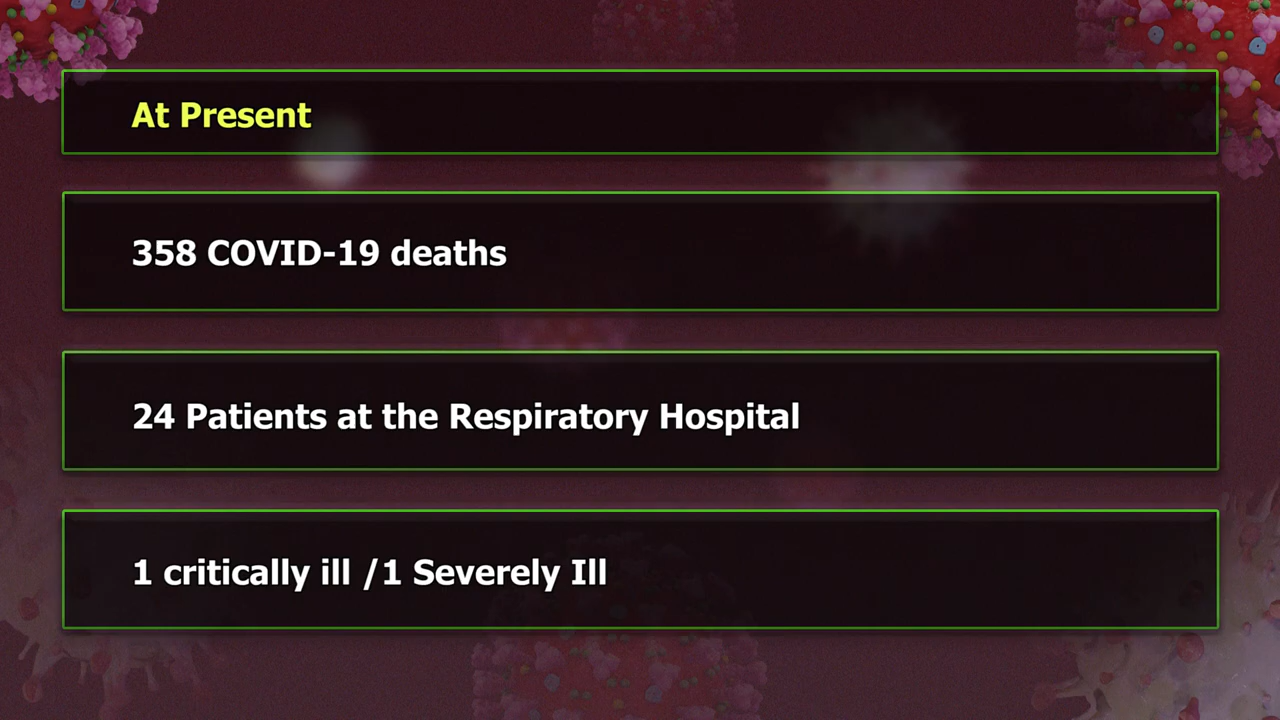 At Present
358 COVID-19 deaths
24 Patients at the Respiratory Hospital
1 critically ill /1 Severely Ill